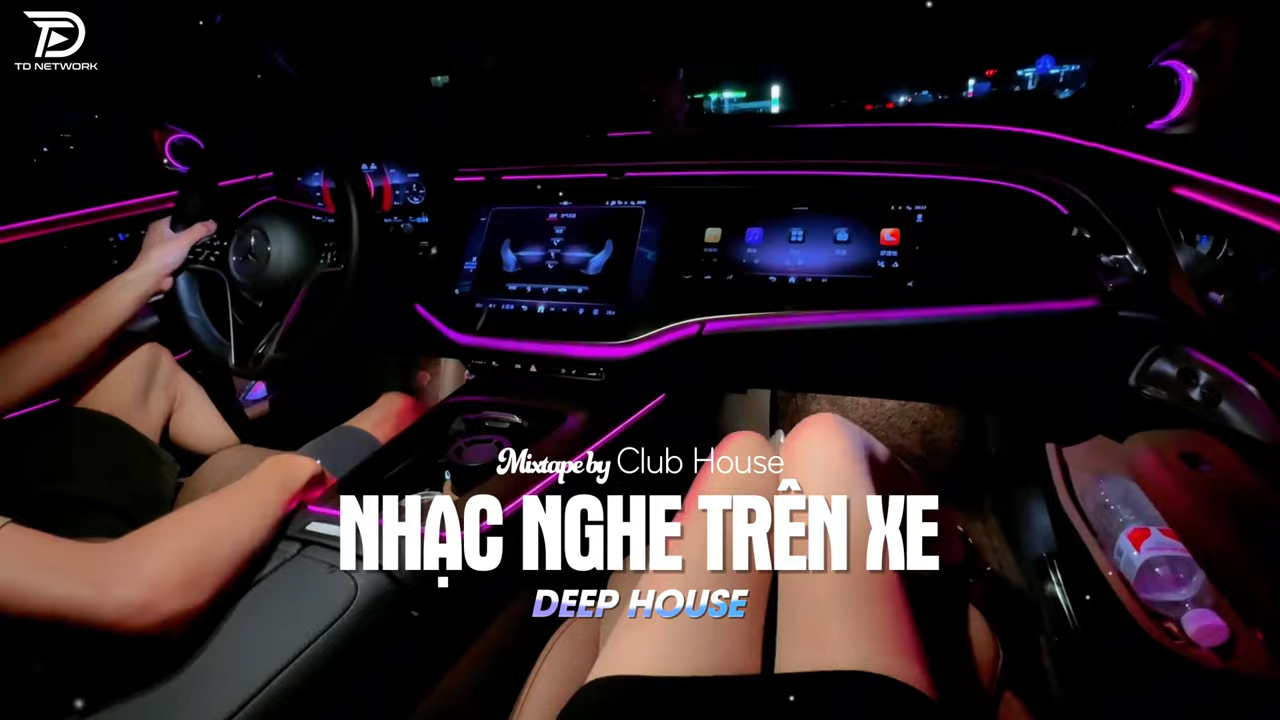 TD NETWORK
Mixtape by Club House
NHẠC NGHE TRÊN XE
DEEP HOUSE